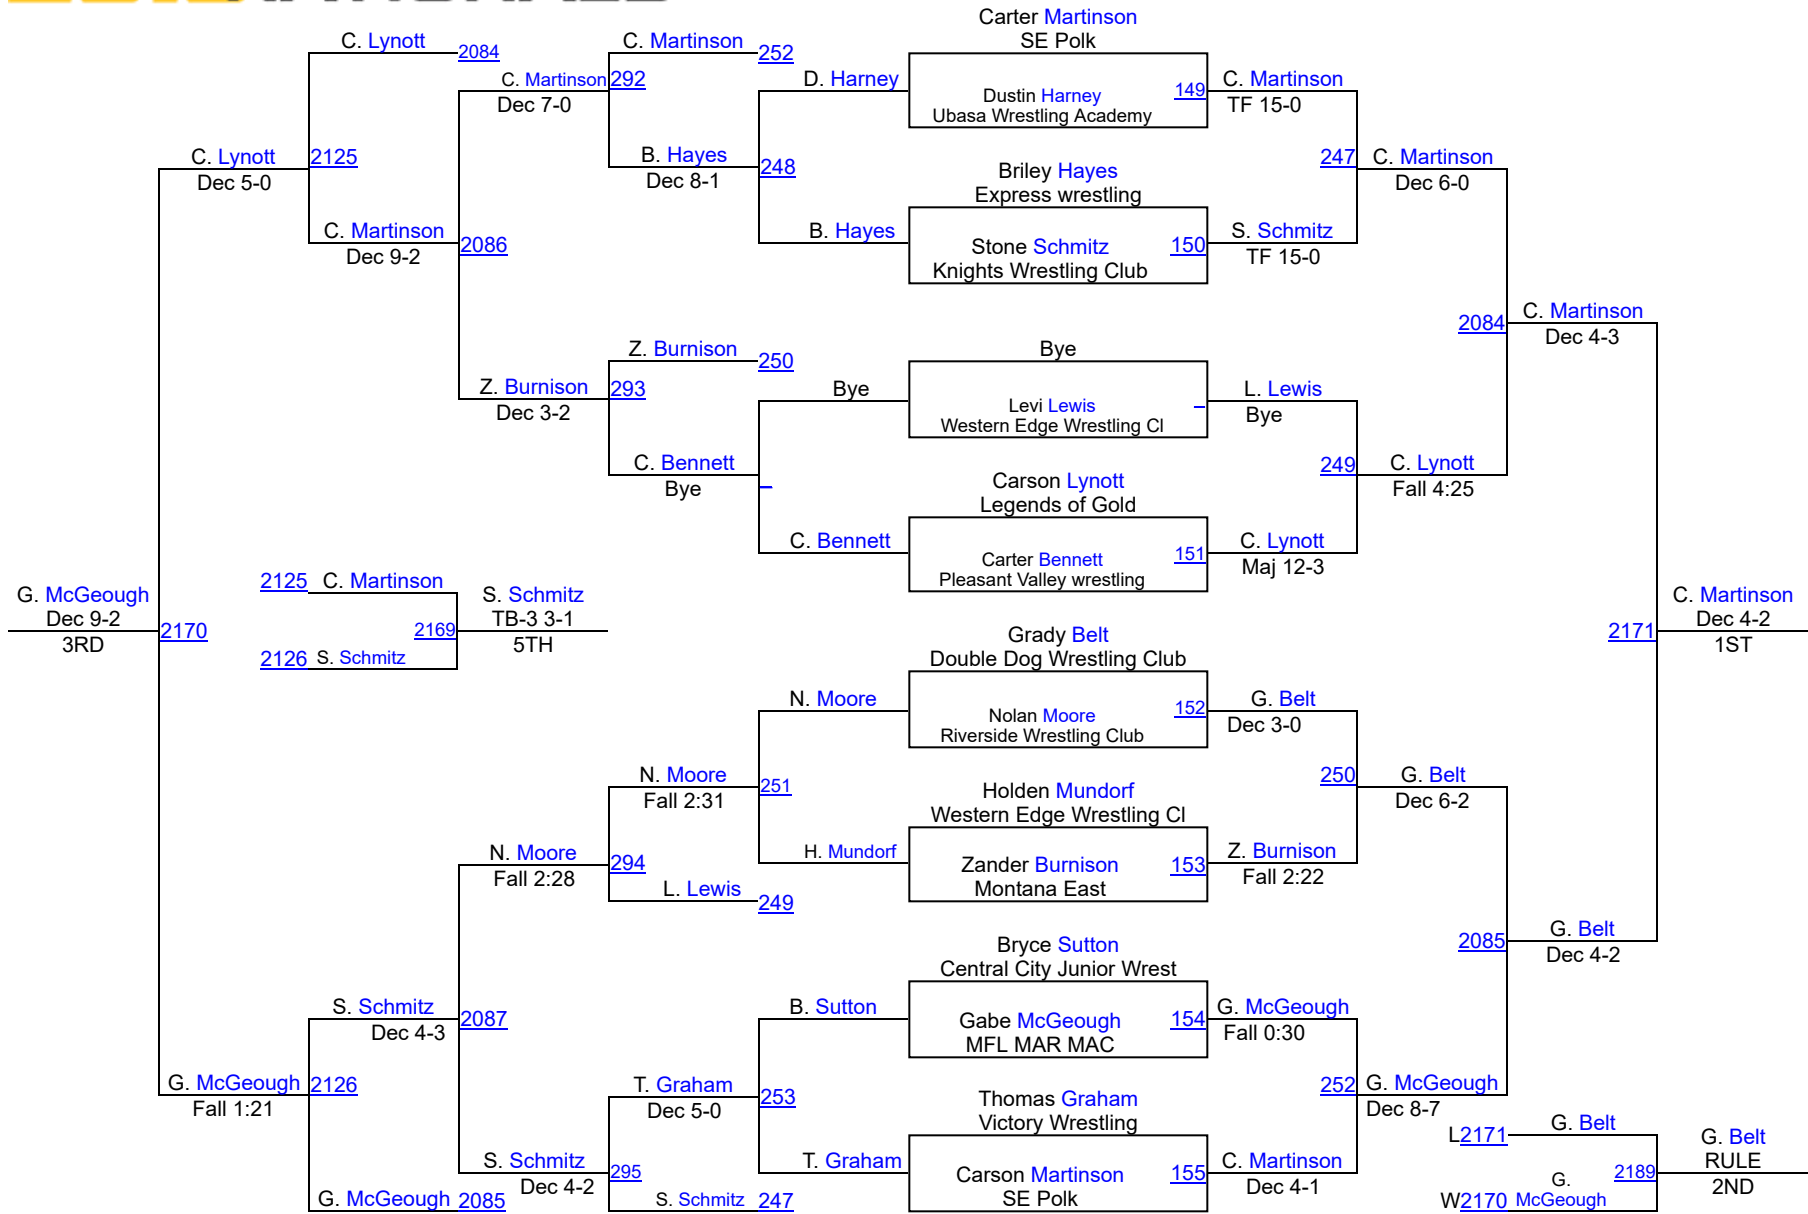 Carter Martinson
SE Polk
Dustin Harney
Ubasa Wrestling Academy
149
Briley Hayes
Express wrestling
Stone Schmitz
Knights Wrestling Club
150
Bye
Levi Lewis
Western Edge Wrestling Cl
Carson Lynott
Legends of Gold
Carter Bennett
Pleasant Valley wrestling
151
Grady Belt
Double Dog Wrestling Club
Nolan Moore
Riverside Wrestling Club
152
Holden Mundorf
Western Edge Wrestling Cl
Zander Burnison
Montana East
153
Bryce Sutton
Central City Junior Wrest
Gabe McGeough
MFL MAR MAC
154
Thomas Graham
Victory Wrestling
Carson Martinson
SE Polk
155
C. Martinson
TF 15-0
247
S. Schmitz
TF 15-0
L. Lewis
Bye
249
C. Lynott
Maj 12-3
G. Belt
Dec 3-0
250
Z. Burnison
Fall 2:22
G. McGeough
Fall 0:30
252
C. Martinson
Dec 4-1
C. Martinson
Dec 6-0
2084
C. Lynott
Fall 4:25
G. Belt
Dec 6-2
2085
G. McGeough
Dec 8-7
C. Martinson
Dec 4-3
2171
G. Belt
Dec 4-2
C. Martinson
Dec 4-2
1ST
L2171
G. Belt
2189
W2170
G.
McGeough
G. Belt
RULE
2ND
D. Harney
248
B. Hayes
Bye
C. Bennett
N. Moore
251
H. Mundorf
B. Sutton
253
T. Graham
C. Martinson
252
292
B. Hayes
Dec 8-1
Z. Burnison
250
293
C. Bennett
Bye
N. Moore
Fall 2:31
294
L. Lewis
249
T. Graham
Dec 5-0
295
S. Schmitz
247
C. Martinson
Dec 7-0
2086
Z. Burnison
Dec 3-2
N. Moore
Fall 2:28
2087
S. Schmitz
Dec 4-2
C. Lynott
2084
2125
C. Martinson
Dec 9-2
S. Schmitz
Dec 4-3
2126
G. McGeough
2085
C. Lynott
Dec 5-0
2170
G. McGeough
Fall 1:21
G. McGeough
Dec 9-2
3RD
2125
C. Martinson
2169
2126
S. Schmitz
S. Schmitz
TB-3 3-1
5TH